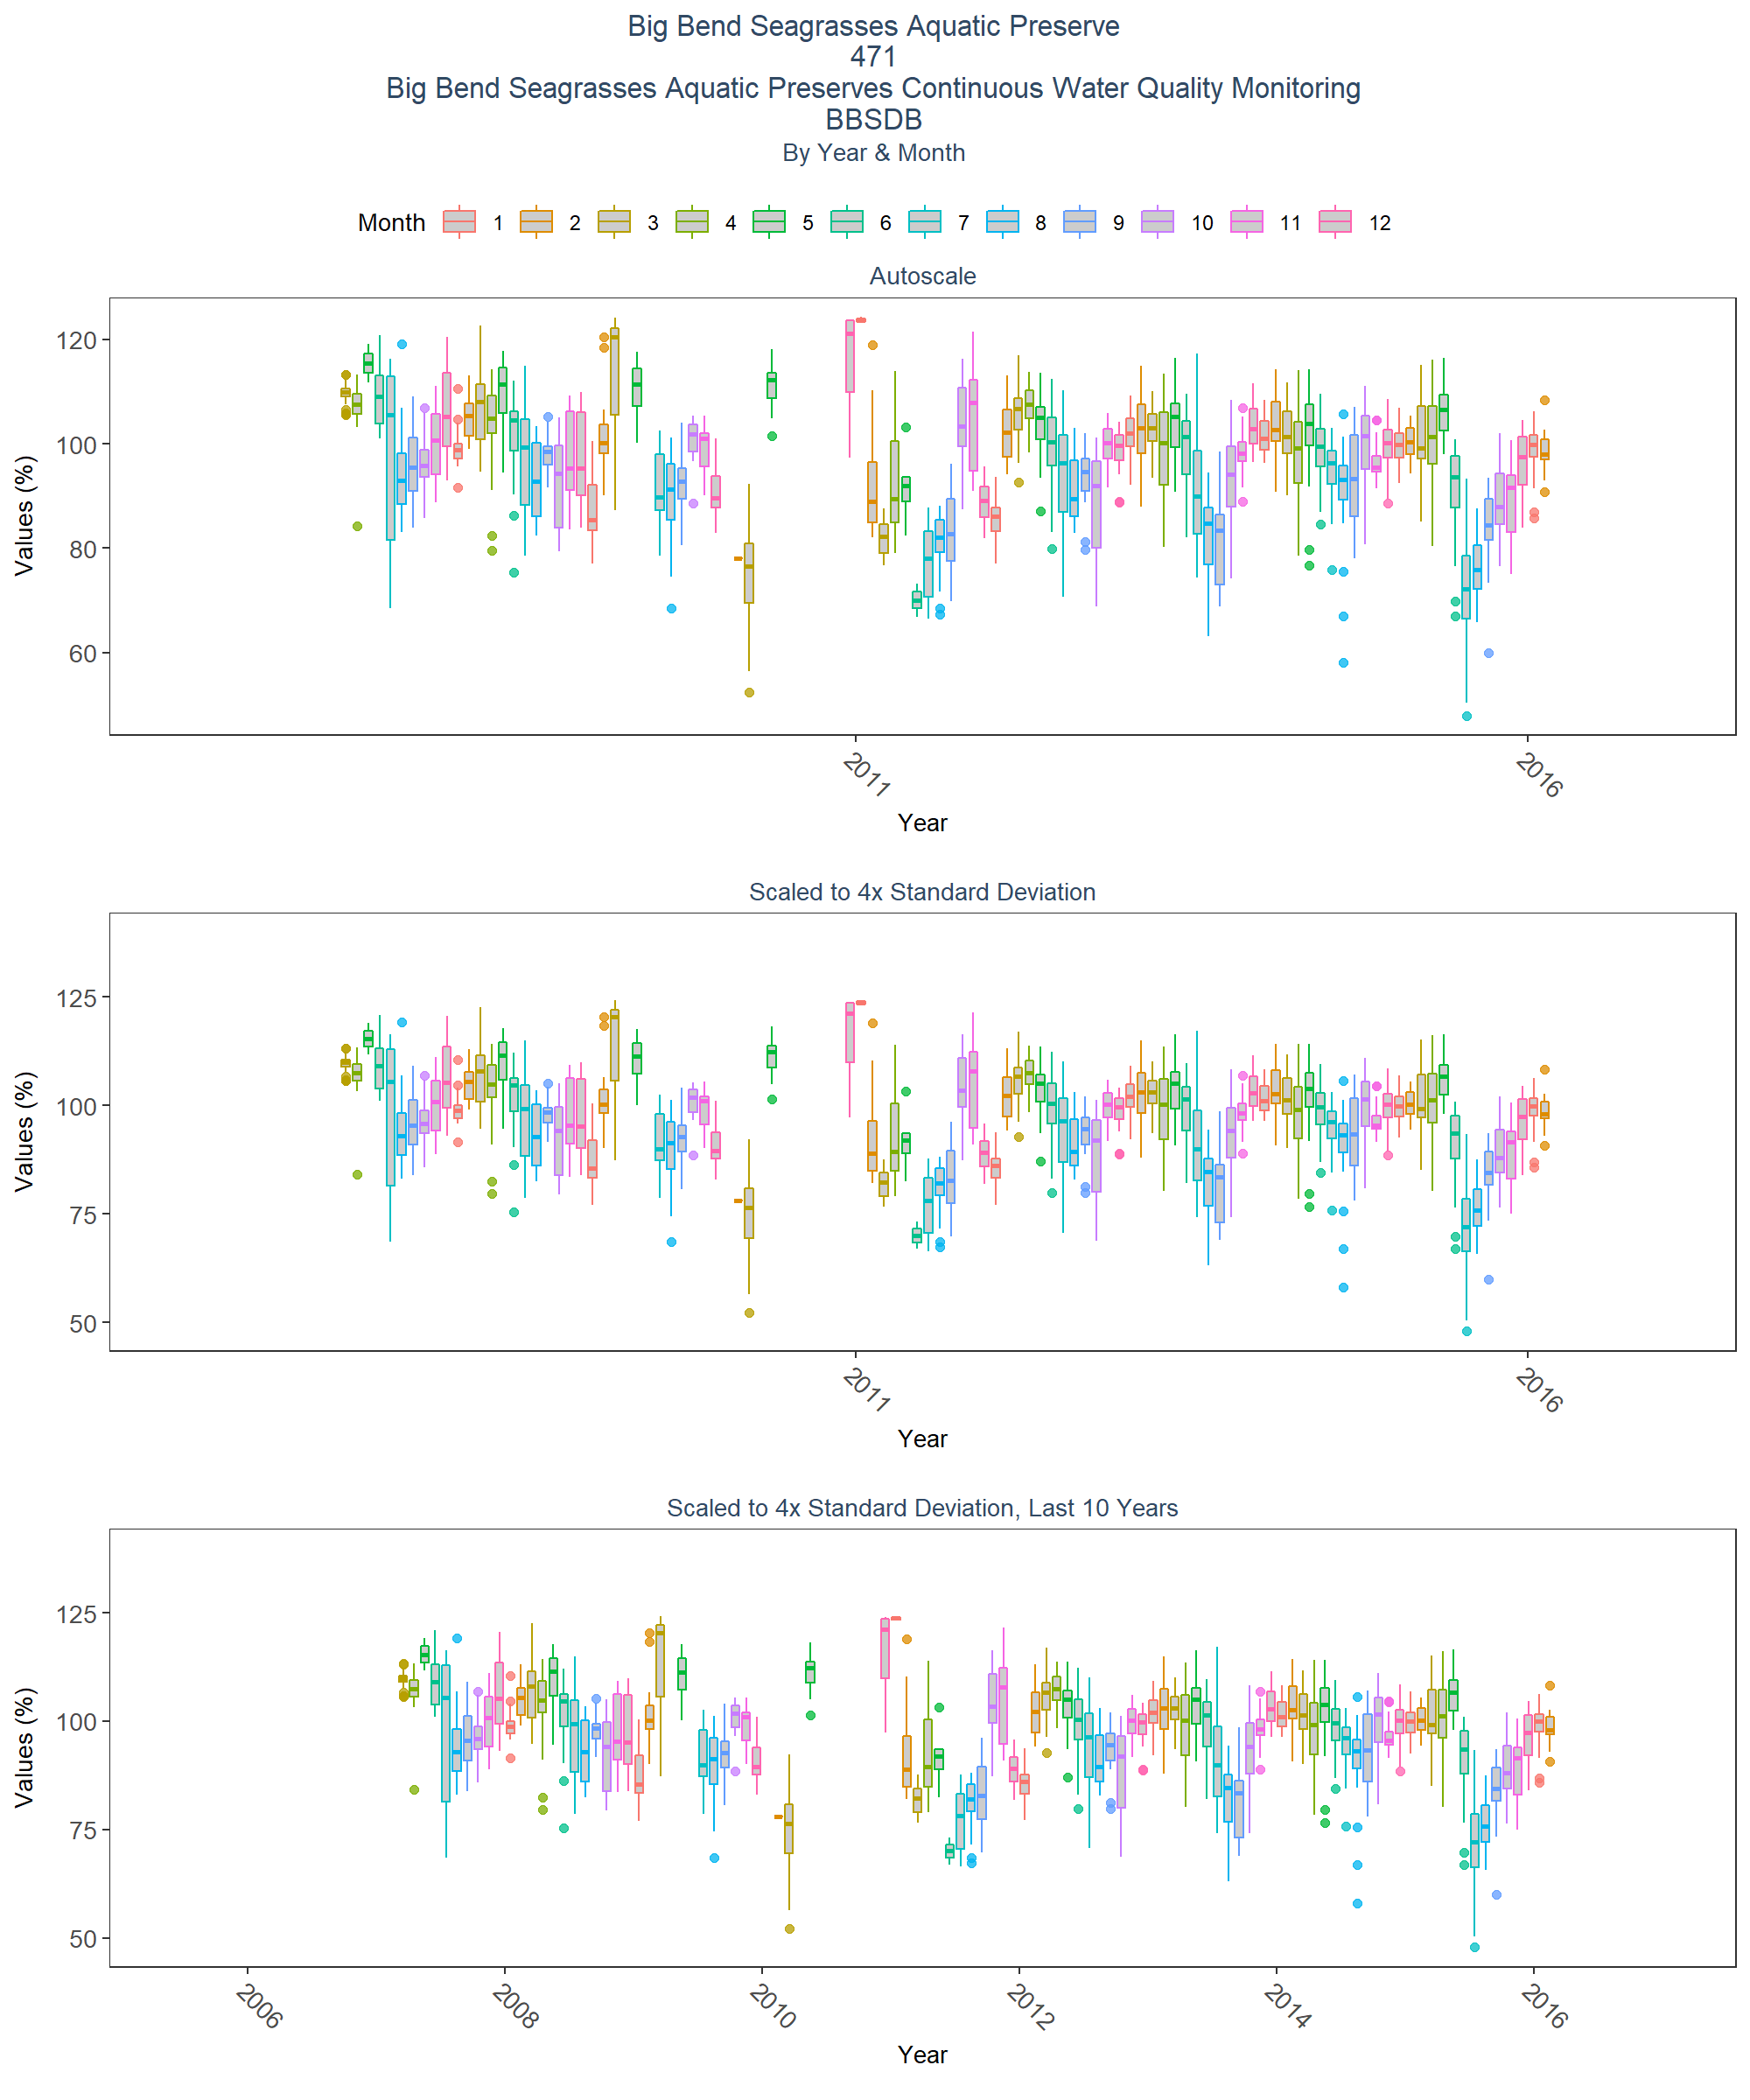 Big Bend Seagrasses Aquatic Preserve
471
Big Bend Seagrasses Aquatic Preserves Continuous Water Quality Monitoring
BBSDB
By Year & Month
Month 1 2 3 4 5 6 7 8 9 10 11 12
Autoscale
Values (%)
120
100
80
60
2011 2016
Year
Scaled to 4x Standard Deviation
Values (%)
125
100
75
50
2011 2016
Year
Scaled to 4x Standard Deviation, Last 10 Years
Values (%)
125
100
75
50
2006 2008 2010 2012 2014 2016
Year